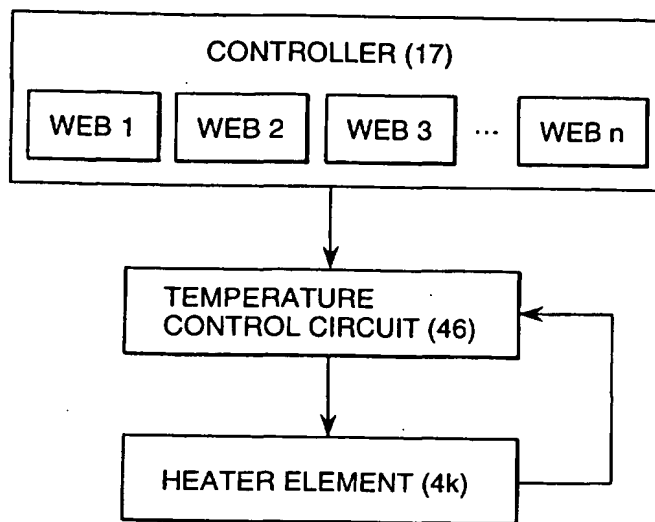 CONTROLLER (17)
WEB 1 WEB 2 WEB 3 ... WEB n
TEMPERATURE
CONTROL CIRCUIT (46)
HEATER ELEMENT (4k)